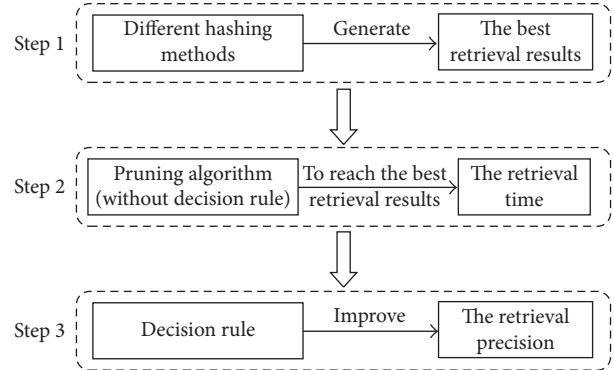 Step 1
Different hashing
methods
Generate
The best
retrieval results
Step 2
Pruning algorithm
(without decision rule)
To reach the best
retrieval results
The retrieval
time
Step 3
Decision rule
Improve
The retrieval
precision